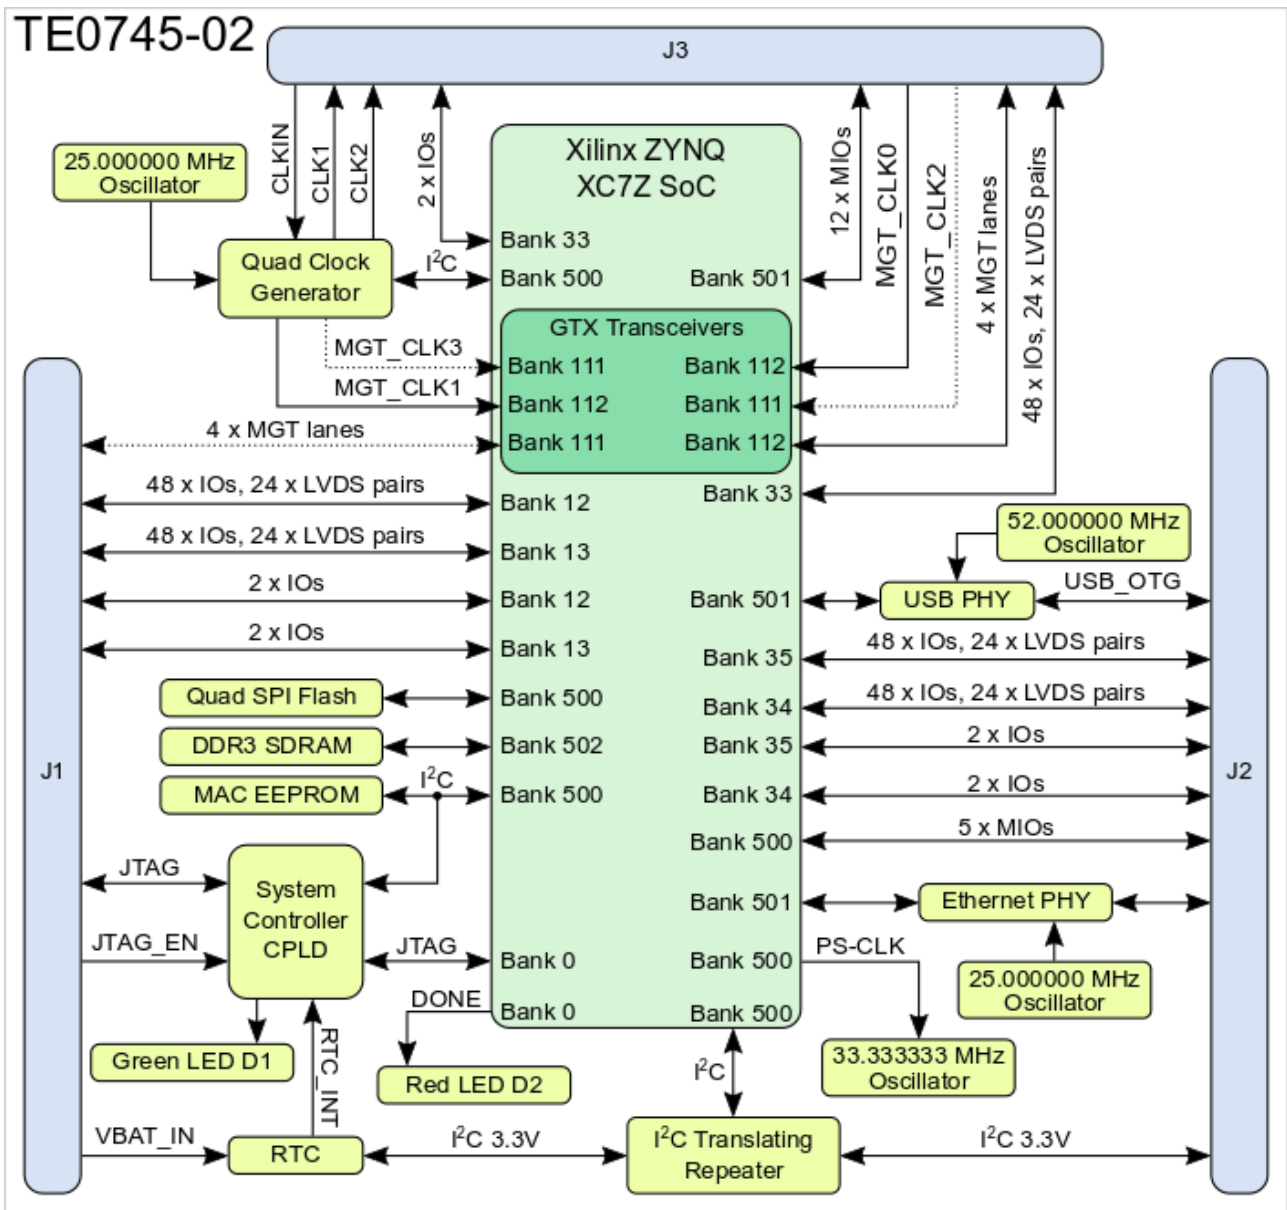 TE0745-02
J3
CLKIN
CLK1
CLK2
2 x IOs
12 x MIOs
MGT_CLK0
MGT_CLK2
4 x MGT lanes
48 x IOs, 24 x LVDS pairs
25.000000 MHz
Oscillator
Xilinx ZYNQ
XC7Z SoC
Quad Clock
Generator
I²C
Bank 33
Bank 500
Bank 501
GTX Transceivers
MGT_CLK3
Bank 111
Bank 112
MGT_CLK1
Bank 112
Bank 111
4 x MGT lanes
Bank 111
Bank 112
48 x IOs, 24 x LVDS pairs
Bank 12
Bank 33
48 x IOs, 24 x LVDS pairs
Bank 13
52.000000 MHz
Oscillator
2 x IOs
Bank 12
Bank 501
USB PHY
USB_OTG
2 x IOs
Bank 13
Bank 35
48 x IOs, 24 x LVDS pairs
Quad SPI Flash
Bank 500
Bank 34
48 x IOs, 24 x LVDS pairs
DDR3 SDRAM
Bank 502
Bank 35
2 x IOs
J1
J2
MAC EEPROM
I²C
Bank 500
Bank 34
2 x IOs
Bank 500
5 x MIOs
JTAG
System
Controller
CPLD
Bank 501
Ethernet PHY
JTAG_EN
JTAG
Bank 0
Bank 500
PS-CLK
25.000000 MHz
Oscillator
DONE
Bank 0
Bank 500
Green LED D1
RTC_INT
Red LED D2
I²C
33.333333 MHz
Oscillator
VBAT_IN
RTC
I²C 3.3V
I²C Translating
Repeater
I²C 3.3V